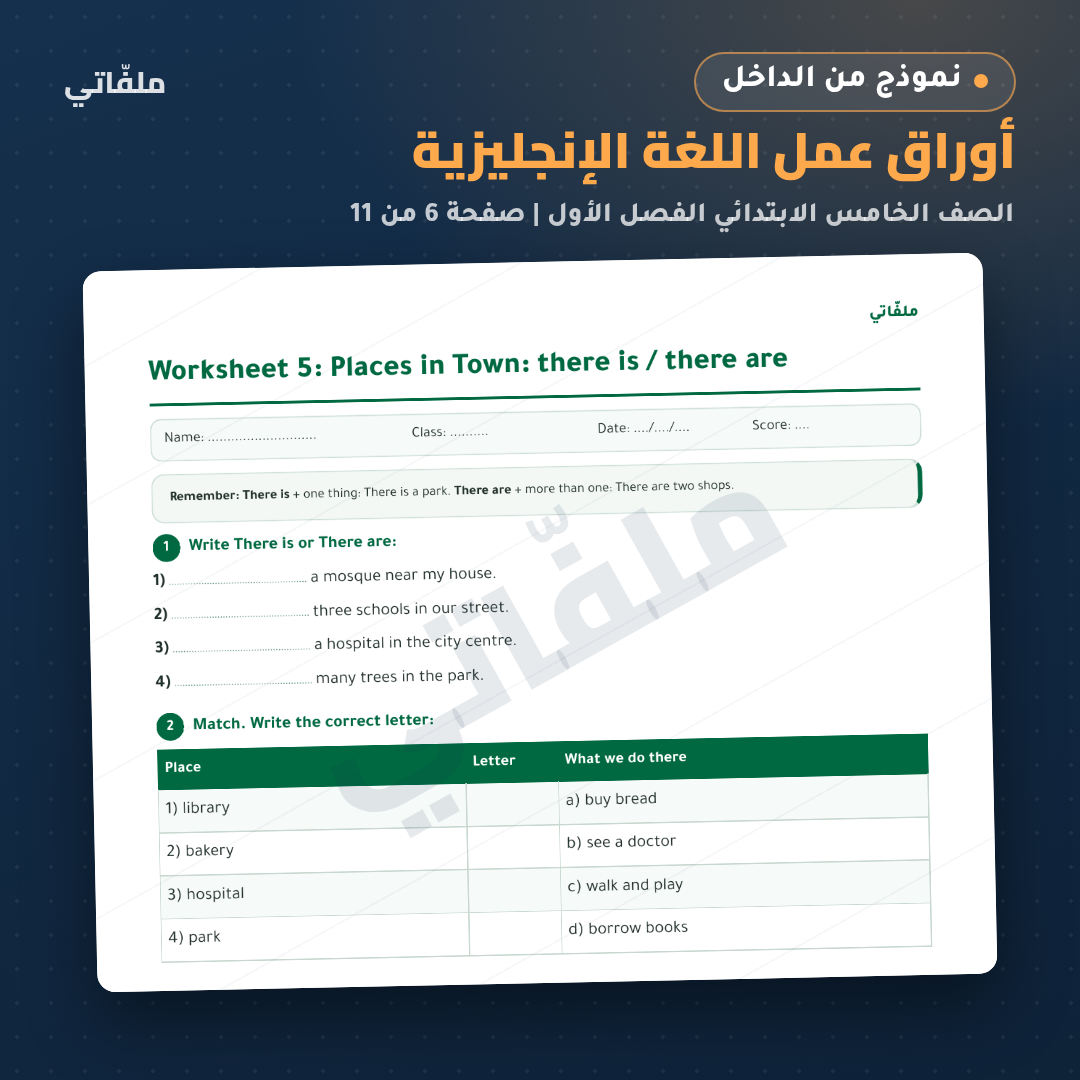 نموذج من الداخل
ملفّاتي
أوراق عمل اللغة الإنجليزية
الصف الخامس الابتدائي الفصل الأول | صفحة 6 من 11
ملفّاتي
Worksheet 5: Places in Town: there is / there are
Name: ............................ Class: .......... Date: ..../..../.... Score: ....
Remember: There is + one thing: There is a park. There are + more than one: There are two shops.
1 Write There is or There are:
1) .................................... a mosque near my house.
2) .................................... three schools in our street.
3) .................................... a hospital in the city centre.
4) .................................... many trees in the park.
2 Match. Write the correct letter:
Place Letter What we do there
1) library a) buy bread
2) bakery b) see a doctor
3) hospital c) walk and play
4) park d) borrow books
ملفّاتي